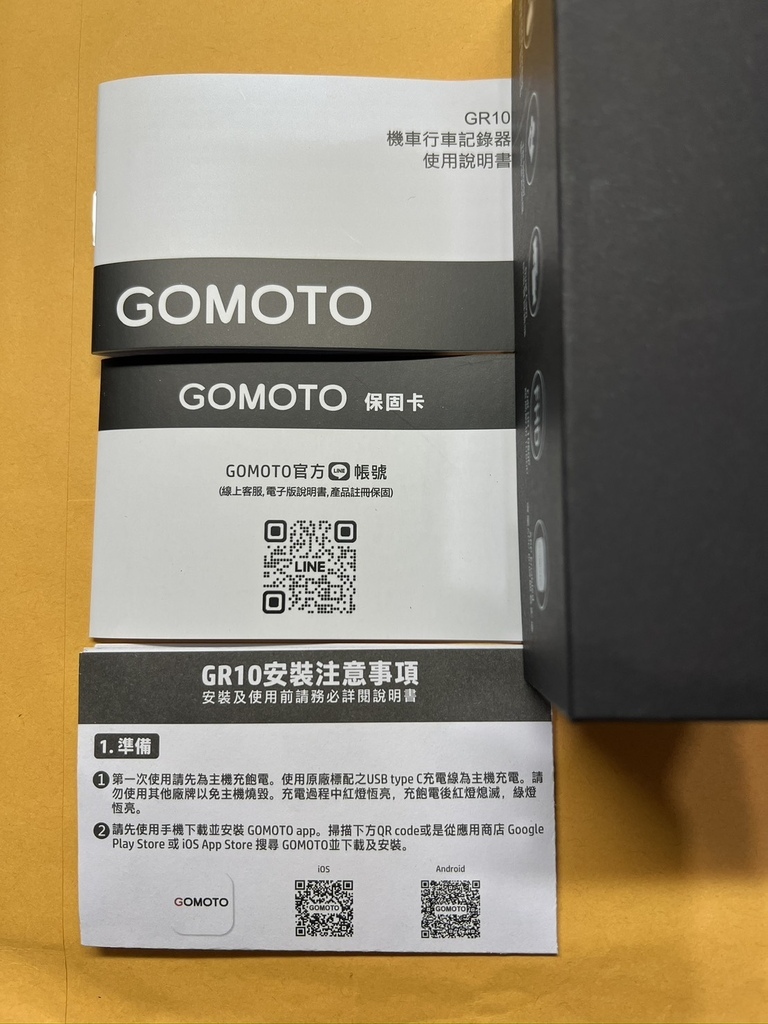 GR10
機車行車記錄器
使用說明書
GOMOTO
GOMOTO 保固卡
GOMOTO官方LINE帳號
(線上客服,電子版說明書,產品註冊保固)
LINE
GR10安裝注意事項
安裝及使用前請務必詳閱說明書
1. 準備
1 第一次使用請先為主機充飽電。使用原廠標配之USB type C充電線為主機充電。請
勿使用其他廠牌以免主機燒毀。充電過程中紅燈恆亮，充飽電後紅燈熄滅，綠燈
恆亮。
2 請先使用手機下載並安裝 GOMOTO app。掃描下方QR code或是從應用商店 Google
Play Store 或 iOS App Store 搜尋 GOMOTO並下載及安裝。
iOS
Android
GOMOTO
GOMOTO
GOMOTO
FHD